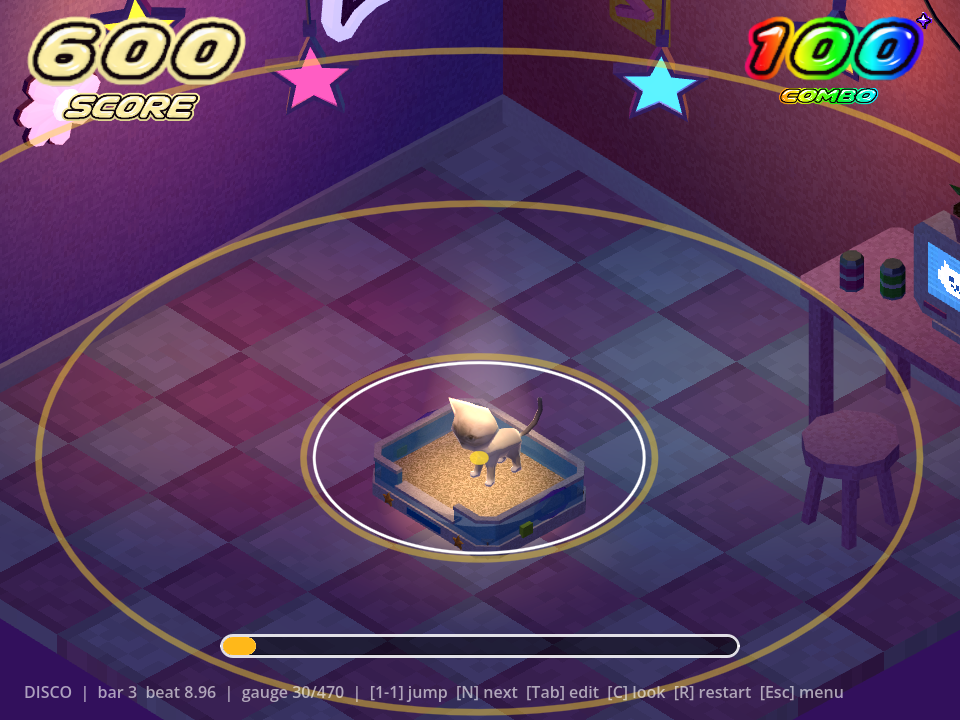 600
SCORE
100
COMBO
DISCO | bar 3 beat 8.96 | gauge 30/470 | [1-1] jump [N] next [Tab] edit [C] look [R] restart [Esc] menu